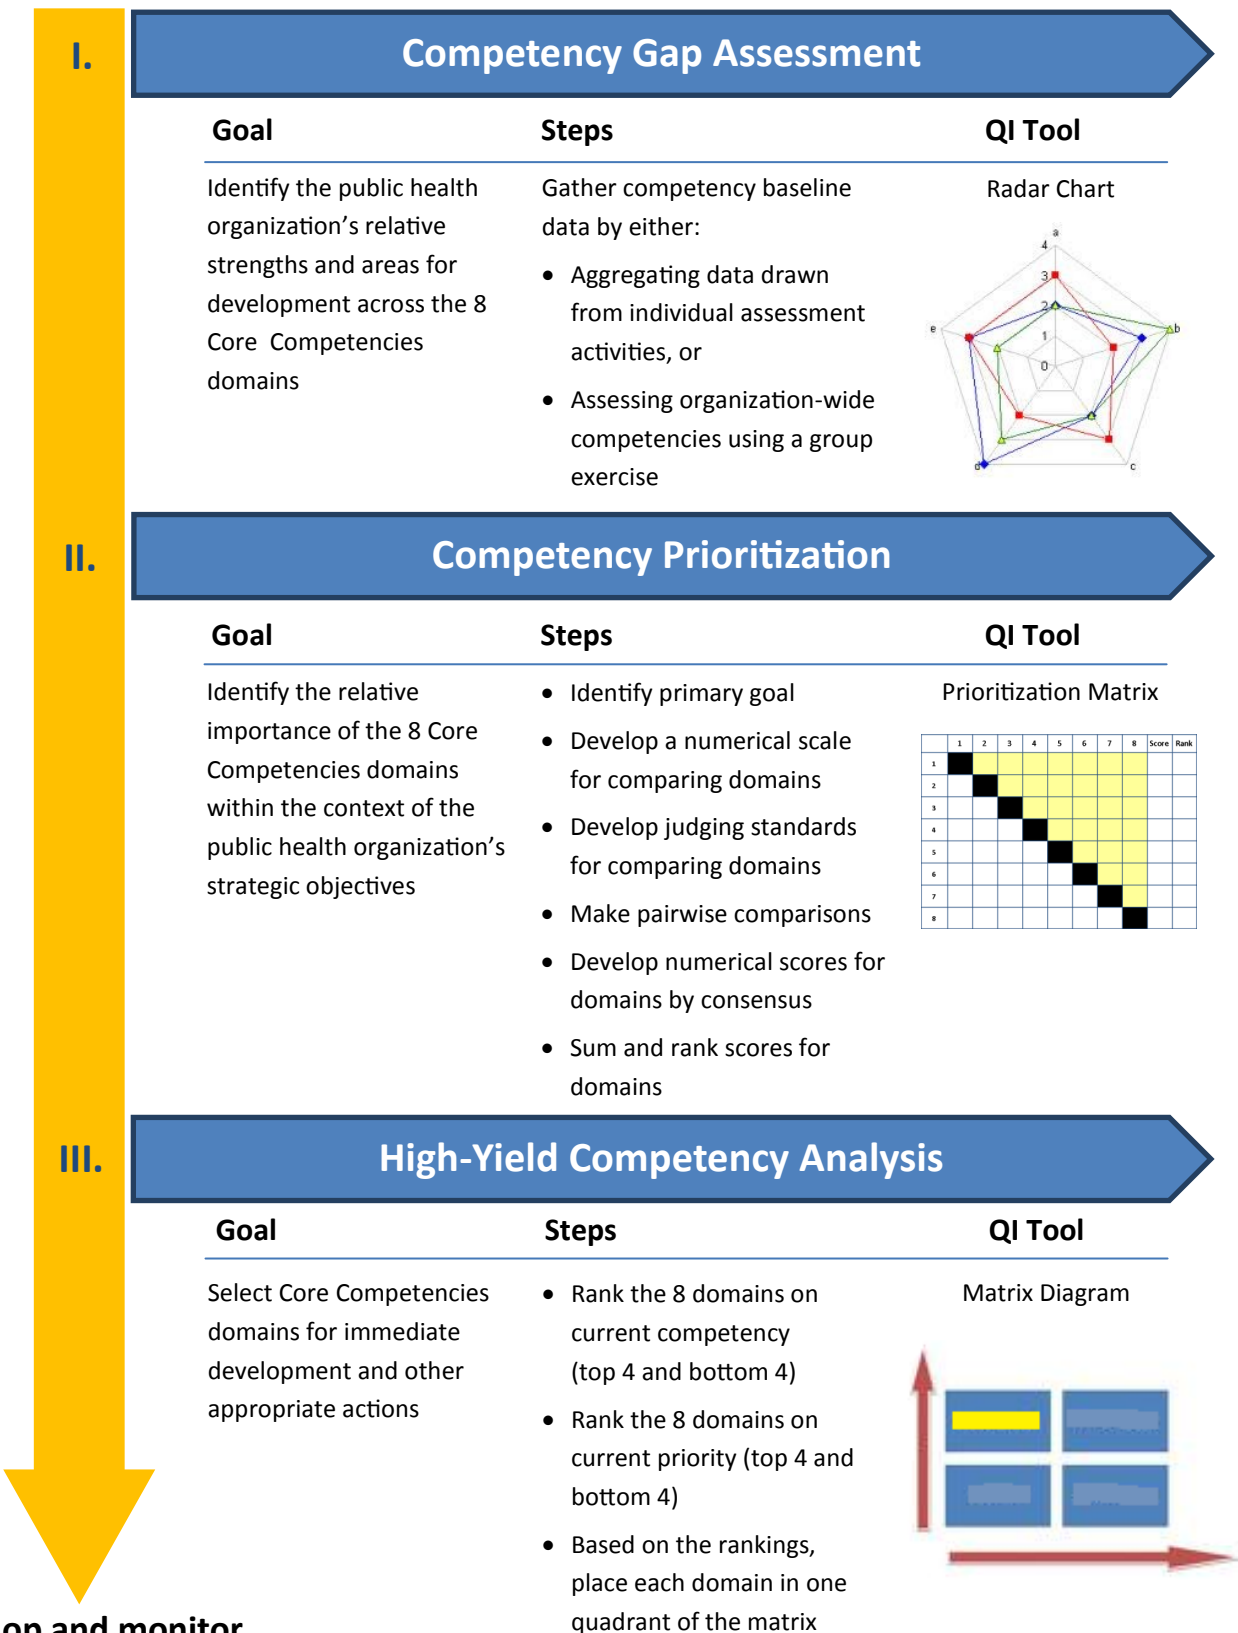 I.
Competency Gap Assessment
Goal
Steps
QI Tool
Identify the public health
organization’s relative
strengths and areas for
development across the 8
Core  Competencies
domains
Gather competency baseline
data by either:
• Aggregating data drawn
from individual assessment
activities, or
• Assessing organization-wide
competencies using a group
exercise
Radar Chart
a
4
3
2
1
0
e
b
d
c
II.
Competency Prioritization
Goal
Steps
QI Tool
Identify the relative
importance of the 8 Core
Competencies domains
within the context of the
public health organization’s
strategic objectives
• Identify primary goal
• Develop a numerical scale
for comparing domains
• Develop judging standards
for comparing domains
• Make pairwise comparisons
• Develop numerical scores for
domains by consensus
• Sum and rank scores for
domains
Prioritization Matrix
1 2 3 4 5 6 7 8 Score Rank
1
2
3
4
5
6
7
8
III.
High-Yield Competency Analysis
Goal
Steps
QI Tool
Select Core Competencies
domains for immediate
development and other
appropriate actions
• Rank the 8 domains on
current competency
(top 4 and bottom 4)
• Rank the 8 domains on
current priority (top 4 and
bottom 4)
• Based on the rankings,
place each domain in one
quadrant of the matrix
Matrix Diagram
op and monitor